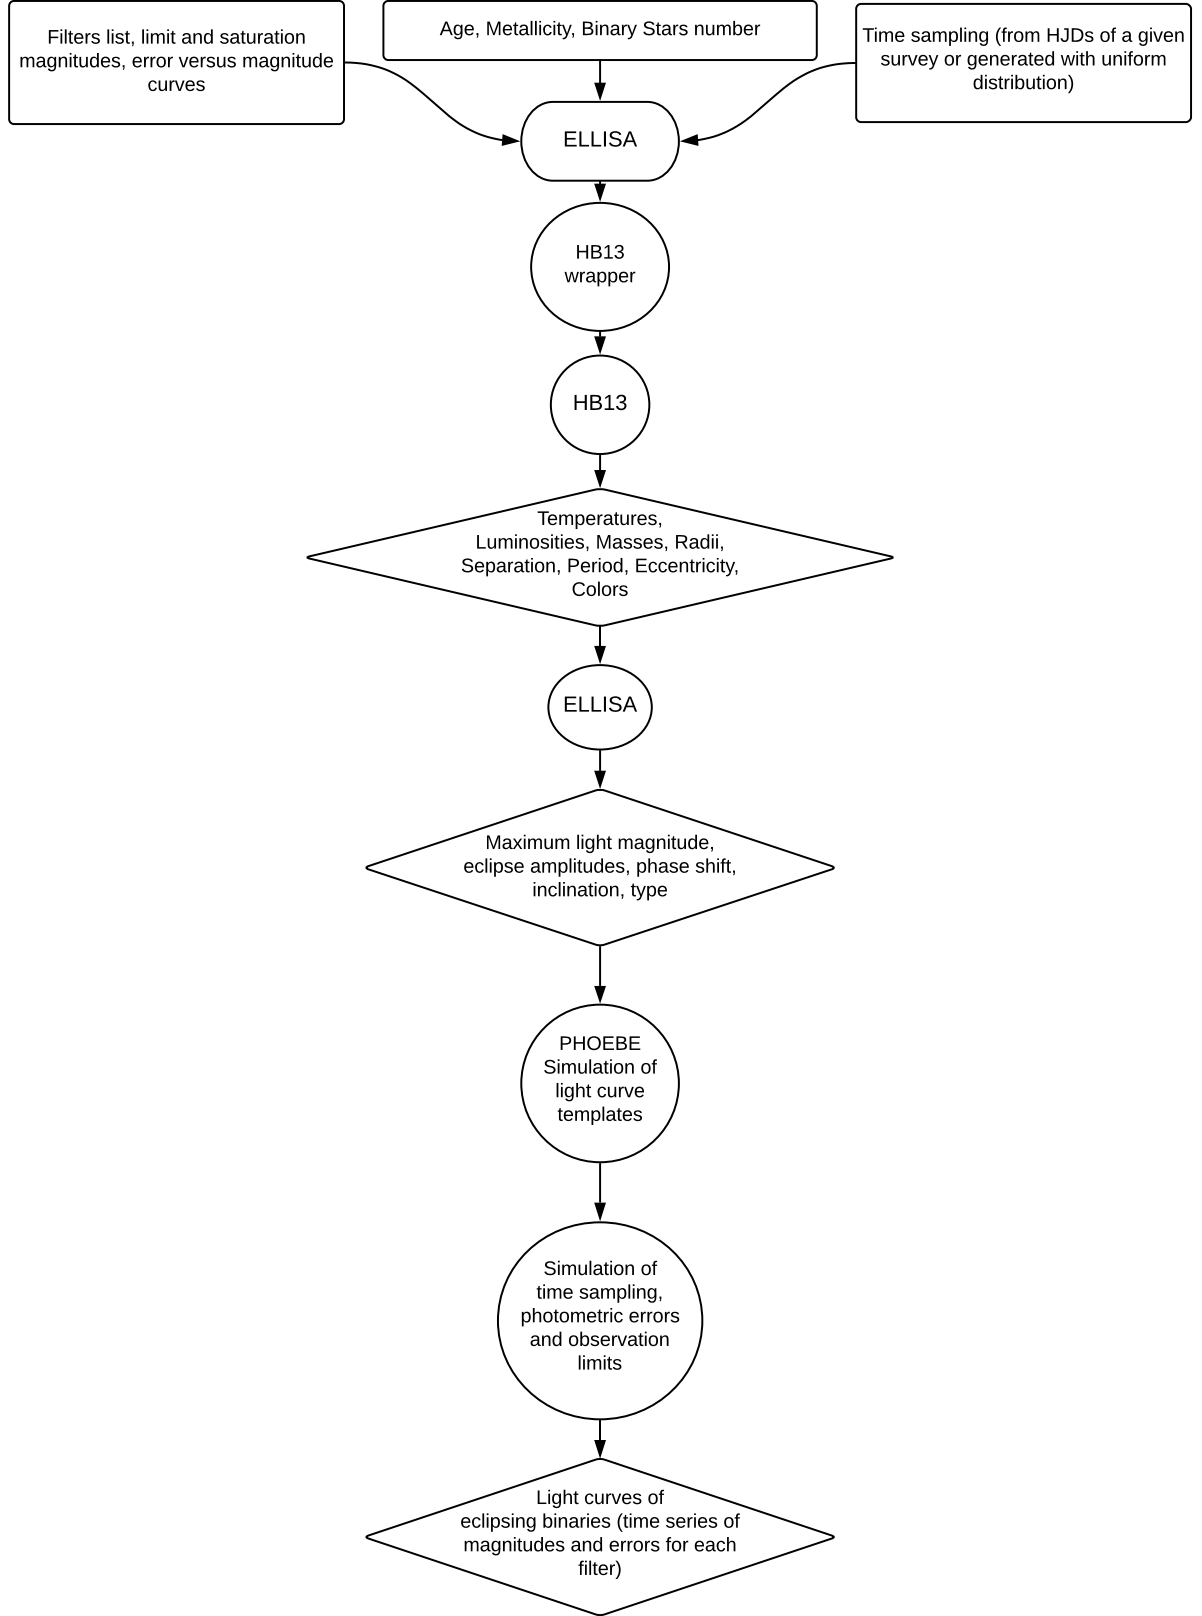 Filters list, limit and saturation
magnitudes, error versus magnitude
curves
Age, Metallicity, Binary Stars number
Time sampling (from HJDs of a given
survey or generated with uniform
distribution)
ELLISA
HB13
wrapper
HB13
Temperatures,
Luminosities, Masses, Radii,
Separation, Period, Eccentricity,
Colors
ELLISA
Maximum light magnitude,
eclipse amplitudes, phase shift,
inclination, type
PHOEBE
Simulation of
light curve
templates
Simulation of
time sampling,
photometric errors
and observation
limits
Light curves of
eclipsing binaries (time series of
magnitudes and errors for each
filter)